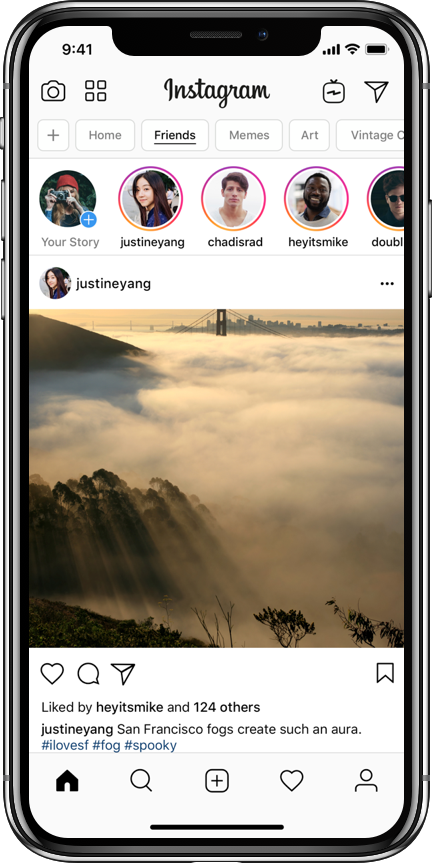 9:41
Instagram
+ Home Friends Memes Art Vintage C
Your Story justineyang chadisrad heyitsmike doubl
justineyang
Liked by heyitsmike and 124 others
justineyang San Francisco fogs create such an aura.
#ilovesf #fog #spooky